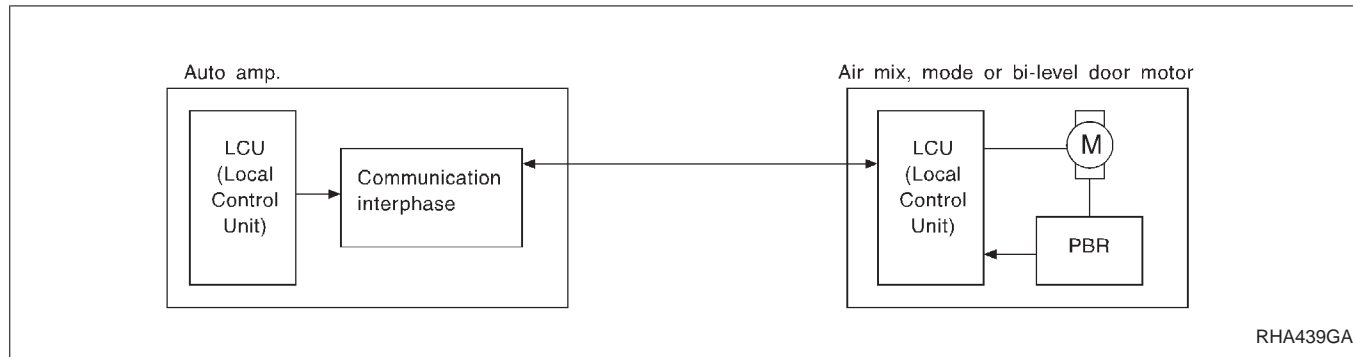 Auto amp.
LCU
(Local
Control
Unit)
Communication
interphase
Air mix, mode or bi-level door motor
LCU
(Local
Control
Unit)
M
PBR
RHA439GA